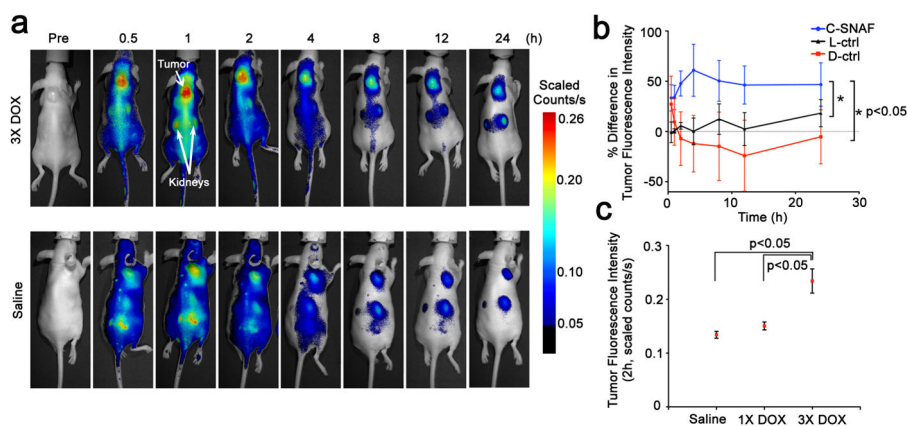 a
Pre 0.5 1 2 4 8 12 24 (h)
3X DOX
Tumor
Kidneys
Saline
Scaled
Counts/s
0.26
0.20
0.10
0.05
b
C-SNAF
L-ctrl
D-ctrl
% Difference in
Tumor Fluorescence Intensity
100
50
0
-50
*
* p<0.05
0 10 20 30
Time (h)
c
Tumor Fluorescence Intensity
(2h, scaled counts/s)
0.3
0.2
0.1
0
p<0.05
p<0.05
Saline 1X DOX 3X DOX